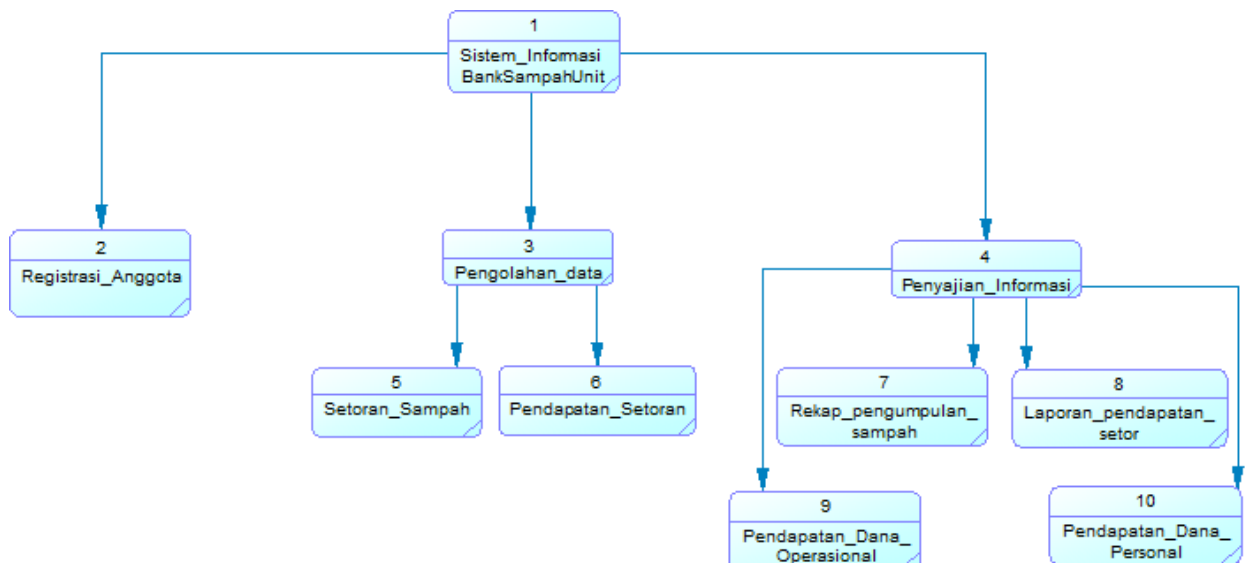 1
Sistem_Informasi
BankSampahUnit
2
Registrasi_Anggota
3
Pengolahan_data
4
Penyajian_Informasi
5
Setoran_Sampah
6
Pendapatan_Setoran
7
Rekap_pengumpulan_
sampah
8
Laporan_pendapatan_
setor
9
Pendapatan_Dana_
Operasional
10
Pendapatan_Dana_
Personal